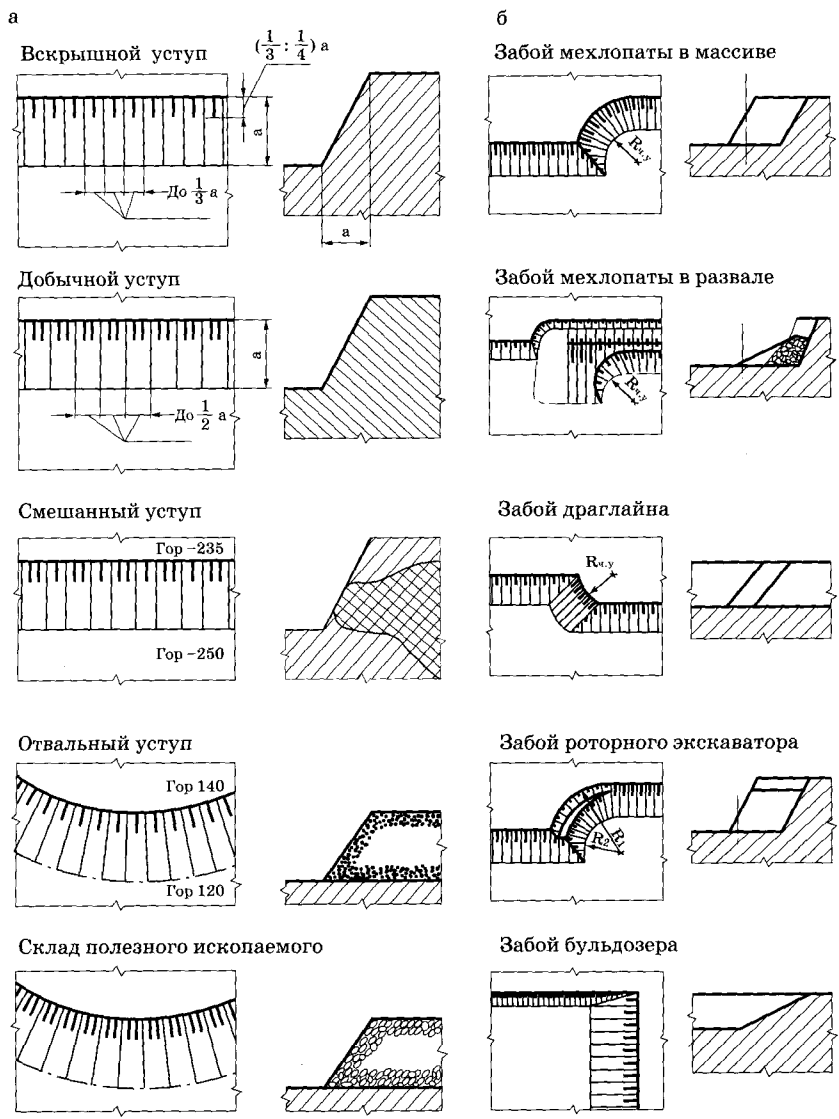 а
Вскрышной уступ
(1/3 : 1/4) а
а
До 1/3 а
а
Добычной уступ
а
До 1/2 а
Смешанный уступ
Гор −235
Гор −250
Отвальный уступ
Гор 140
Гор 120
Склад полезного ископаемого
б
Забой мехлопаты в массиве
Rч.у
Забой мехлопаты в развале
Rч.у
Забой драглайна
Rч.у
Забой роторного экскаватора
R1
R2
Забой бульдозера